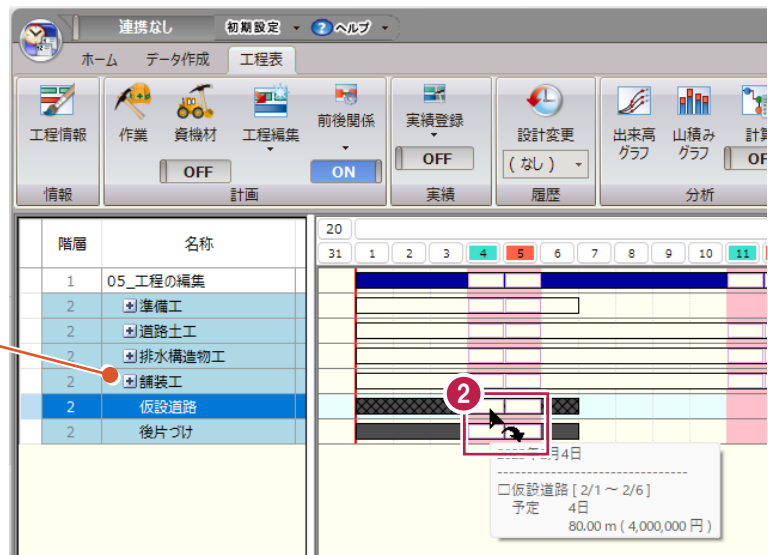 連携なし 初期設定 ? ヘルプ
ホーム データ作成 工程表
工程情報 作業 資機材 工程編集 前後関係 実績登録 設計変更 出来高グラフ 山積みグラフ
OFF ON OFF (なし)
情報 計画 実績 履歴 分析
階層 名称
20
31 1 2 3 4 5 6 7 8 9 10 11
1 05_工程の編集
2 準備工
2 道路土工
2 排水構造物工
2 舗装工
2 仮設道路
2 後片づけ
2
月4日
□仮設道路 [ 2/1 ~ 2/6 ]
予定 4日
80.00 m ( 4,000,000 円 )